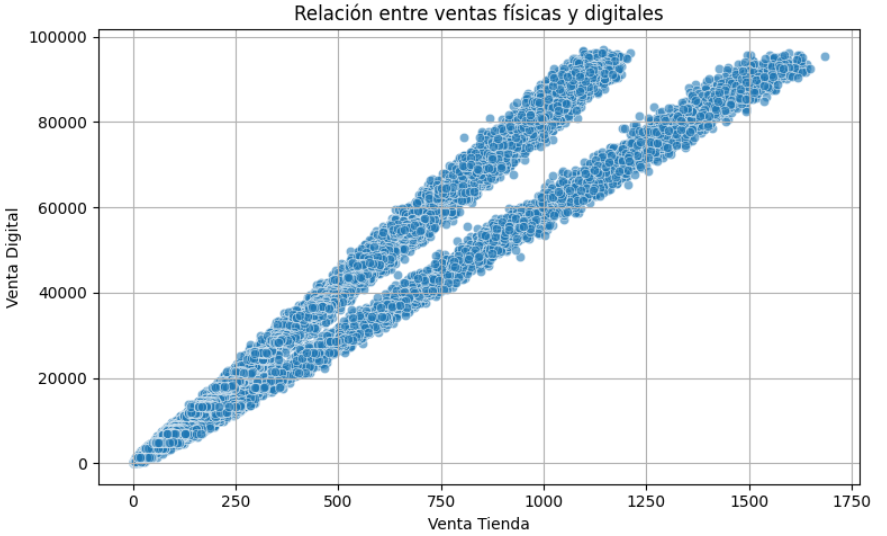 Relación entre ventas físicas y digitales
100000
80000
60000
40000
20000
0
Venta Digital
0 250 500 750 1000 1250 1500 1750
Venta Tienda